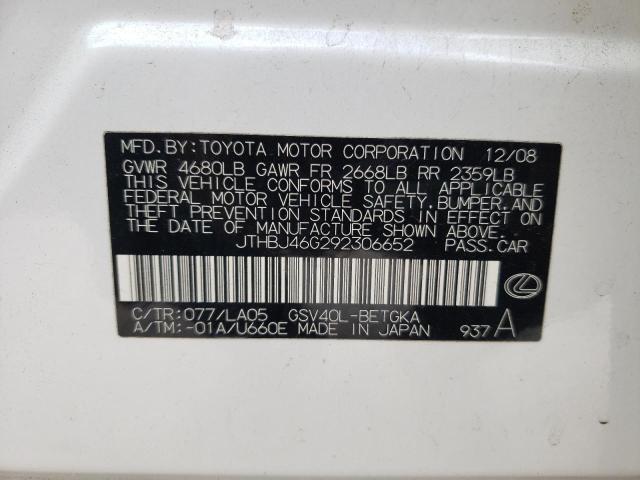 MFD. BY: TOYOTA MOTOR CORPORATION 12/08
GVWR 4680LB GAWR FR 2668LB RR 2359LB
THIS VEHICLE CONFORMS TO ALL APPLICABLE
FEDERAL MOTOR VEHICLE SAFETY, BUMPER, AND
THEFT PREVENTION STANDARDS IN EFFECT ON
THE DATE OF MANUFACTURE SHOWN ABOVE.
JTHBJ46G292306652 PASS.CAR
C/TR: 077/LA05 GSV40L-BETGKA
A/TM: -01A/U660E MADE IN JAPAN 937 A